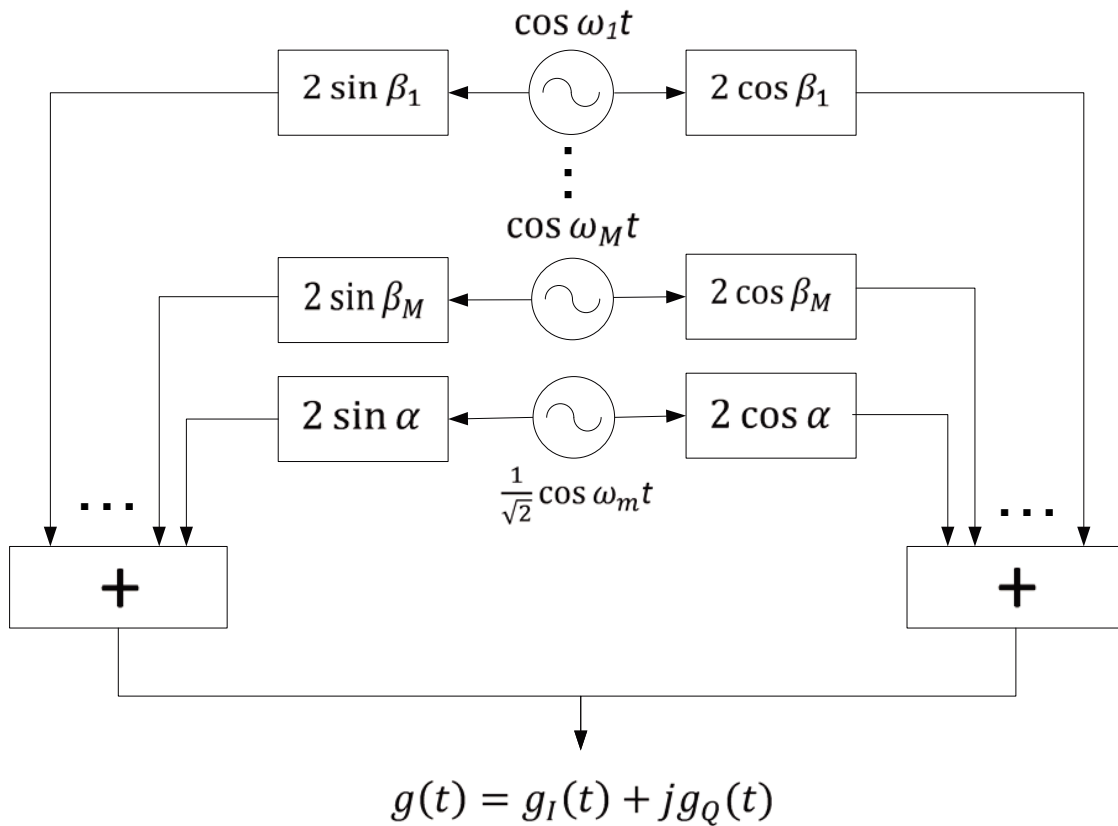 cos ω₁t
2 sin β₁
2 cos β₁
cos ω_M t
2 sin β_M
2 cos β_M
2 sin α
2 cos α
1/√2 cos ω_m t
+
+
g(t) = g_I(t) + jg_Q(t)